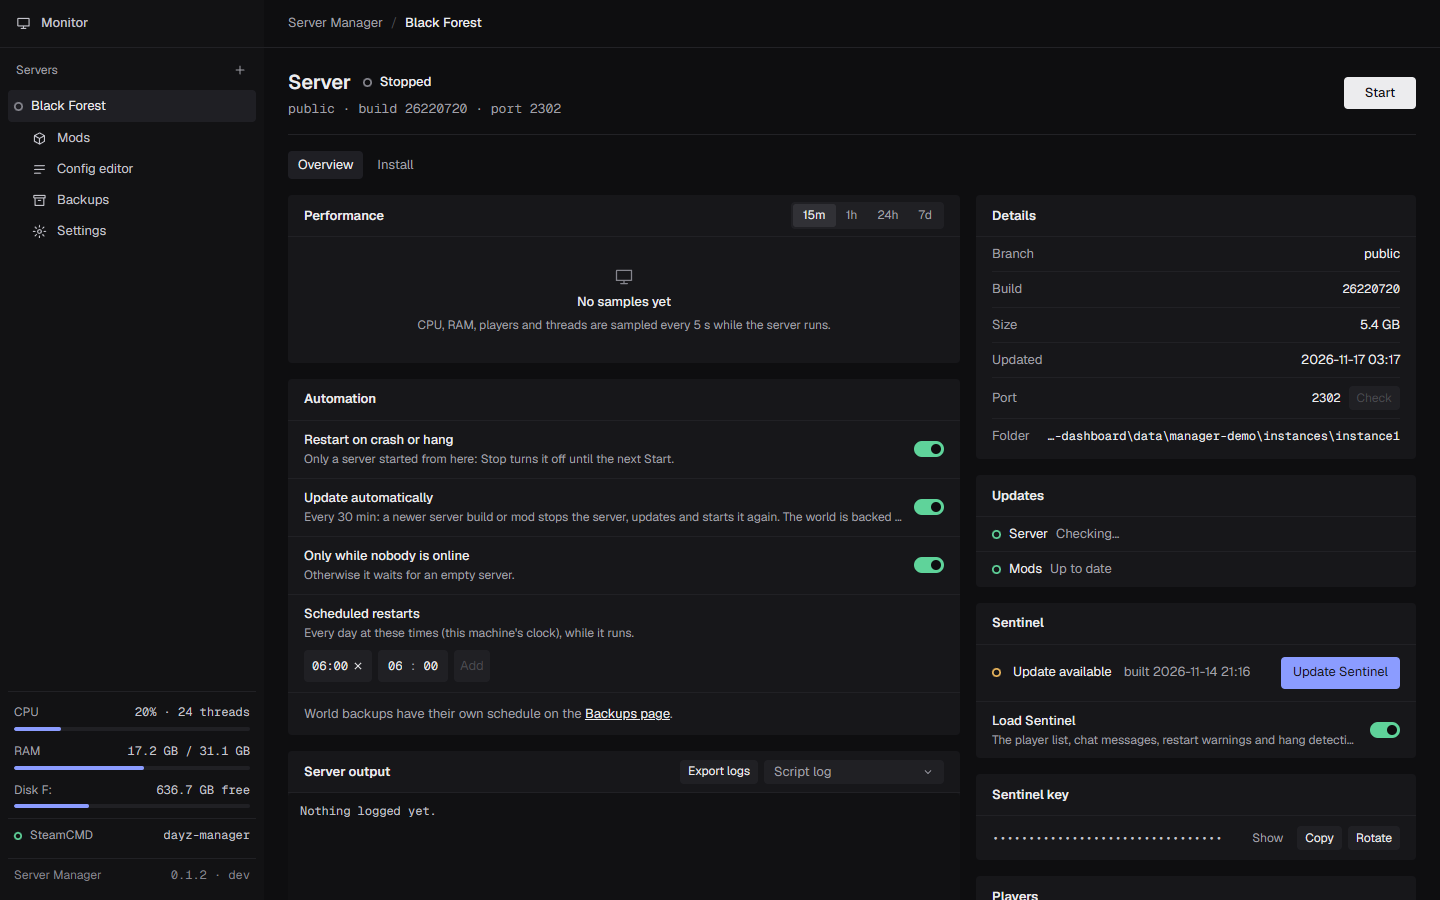 Monitor
Server Manager / Black Forest
Servers +
Black Forest
Mods
Config editor
Backups
Settings
CPU 20% · 24 threads
RAM 17.2 GB / 31.1 GB
Disk F: 636.7 GB free
SteamCMD dayz-manager
Server Manager 0.1.2 · dev
Server Stopped
public · build 26220720 · port 2302
Start
Overview Install
Performance 15m 1h 24h 7d
No samples yet
CPU, RAM, players and threads are sampled every 5 s while the server runs.
Automation
Restart on crash or hang
Only a server started from here: Stop turns it off until the next Start.
Update automatically
Every 30 min: a newer server build or mod stops the server, updates and starts it again. The world is backed …
Only while nobody is online
Otherwise it waits for an empty server.
Scheduled restarts
Every day at these times (this machine's clock), while it runs.
06:00 × 06 : 00 Add
World backups have their own schedule on the Backups page.
Server output Export logs Script log
Nothing logged yet.
Details
Branch public
Build 26220720
Size 5.4 GB
Updated 2026-11-17 03:17
Port 2302 Check
Folder …-dashboard\data\manager-demo\instances\instance1
Updates
Server Checking…
Mods Up to date
Sentinel
Update available built 2026-11-14 21:16 Update Sentinel
Load Sentinel
The player list, chat messages, restart warnings and hang detecti…
Sentinel key
Show Copy Rotate
Players